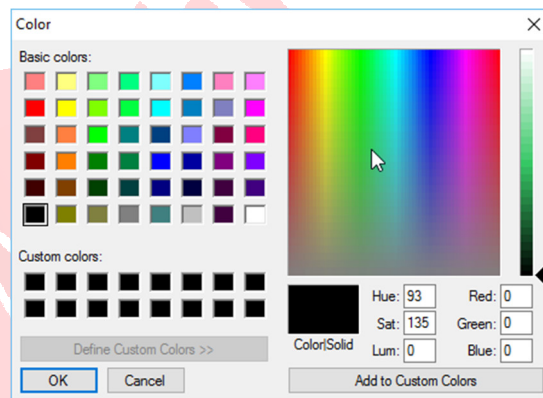 Color
Basic colors:
Custom colors:
Define Custom Colors >>
OK Cancel
Color|Solid
Hue: 93 Red: 0
Sat: 135 Green: 0
Lum: 0 Blue: 0
Add to Custom Colors